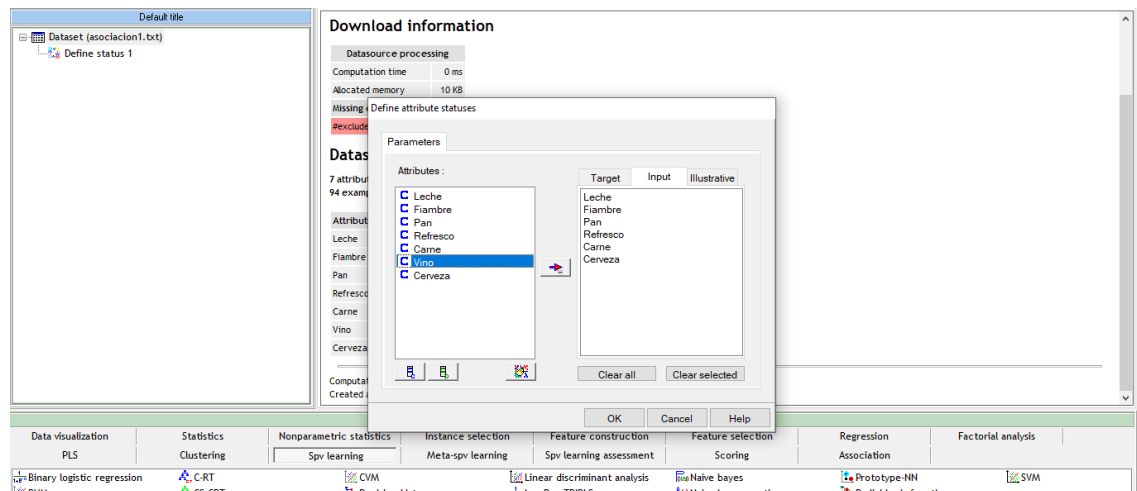 Default title
Dataset (asociacion1.txt)
Define status 1
Download information
Datasource processing
Computation time 0 ms
Allocated memory 10 KB
Missing
#exclude
Define attribute statuses
Parameters
Attributes :
Leche
Fiambre
Pan
Refresco
Carne
Vino
Cerveza
Target Input Illustrative
Leche
Fiambre
Pan
Refresco
Carne
Cerveza
Clear all Clear selected
OK Cancel Help
Datas
7 attribu
94 examp
Attribut
Leche
Fiambre
Pan
Refresco
Carne
Vino
Cerveza
Computat
Created a
Data visualization Statistics Nonparametric statistics Instance selection Feature construction Feature selection Regression Factorial analysis
PLS Clustering Spv learning Meta-spv learning Spv learning assessment Scoring Association
Binary logistic regression C-RT CVM Linear discriminant analysis Naive bayes Prototype-NN SVM